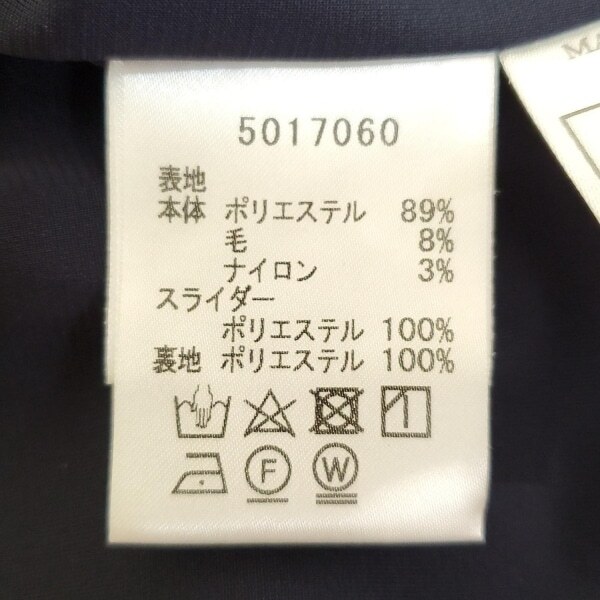 5017060
表地
本体 ポリエステル 89%
毛 8%
ナイロン 3%
スライダー
ポリエステル 100%
裏地 ポリエステル 100%
F W
MA